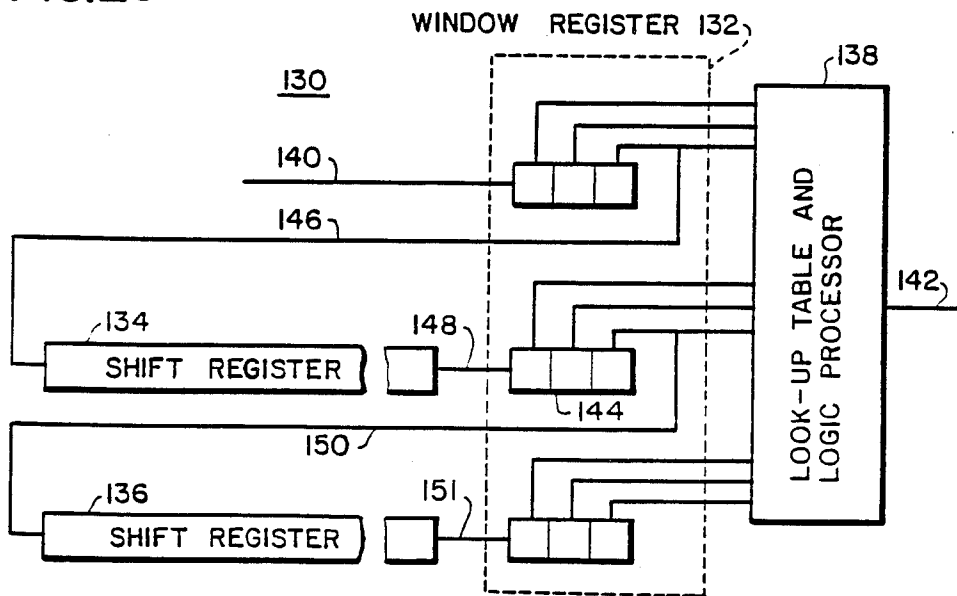 WINDOW REGISTER 132
138
130
140
146
LOOK-UP TABLE AND
LOGIC PROCESSOR
142
134
148
SHIFT REGISTER
144
150
136
151
SHIFT REGISTER